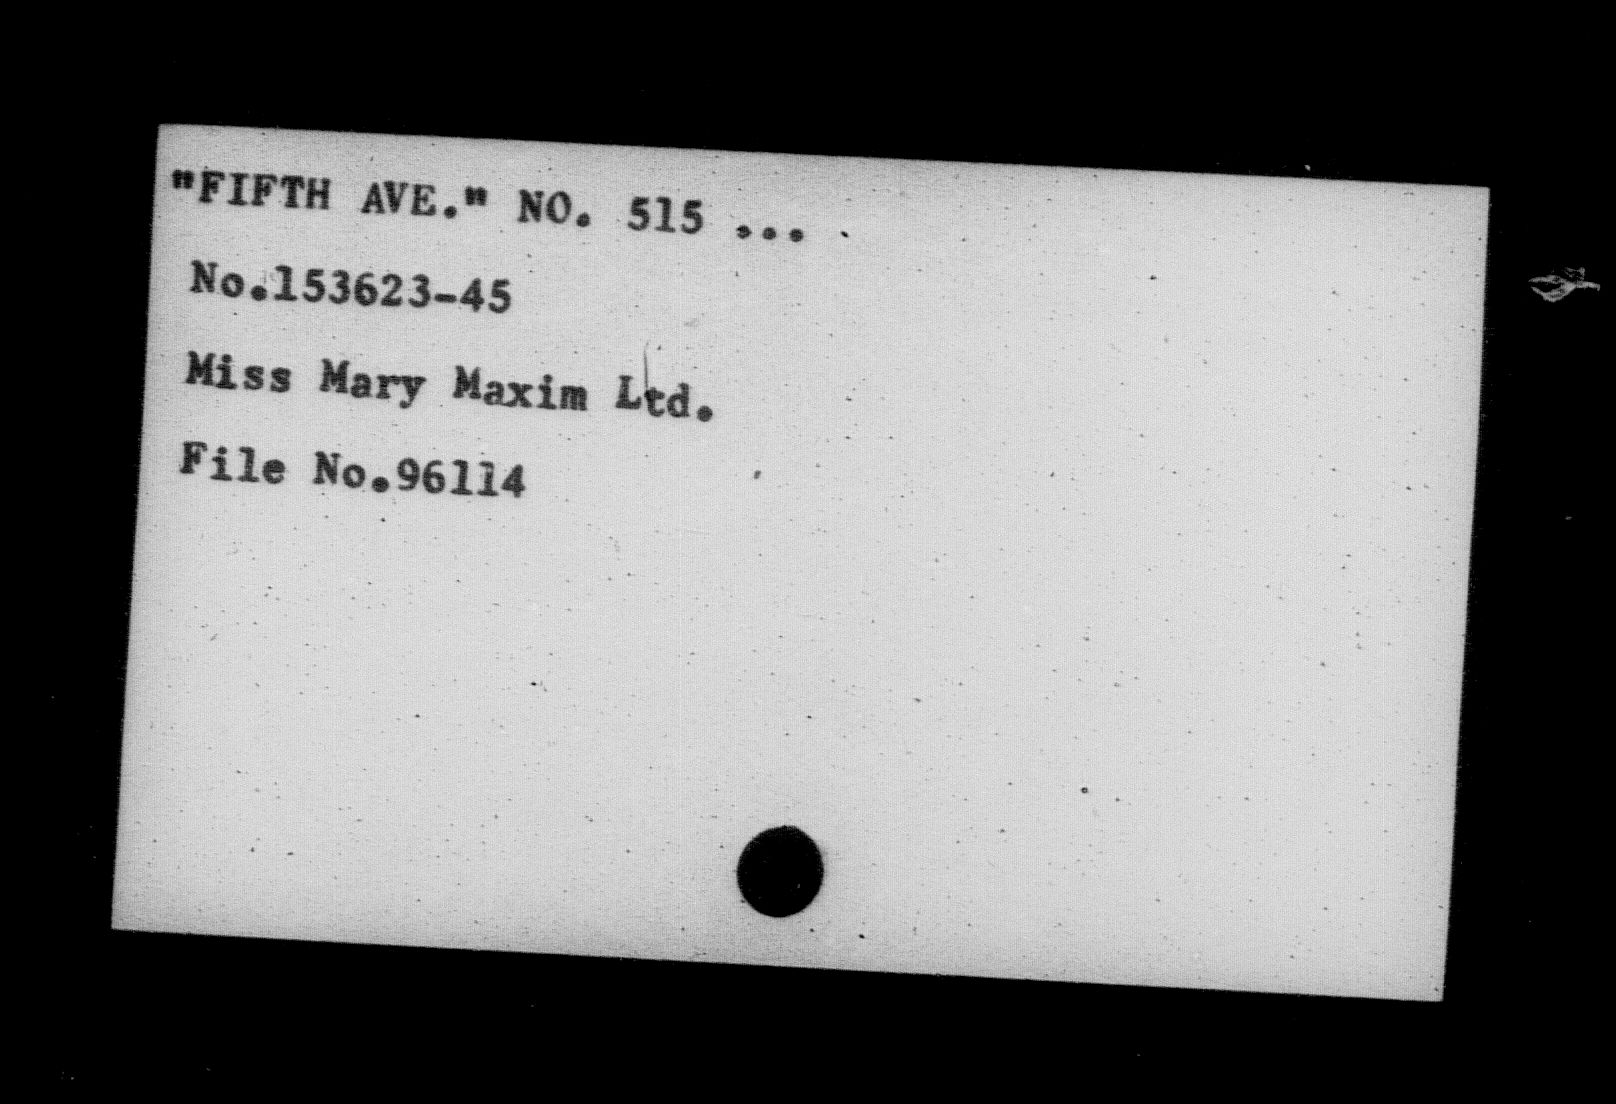 "FIFTH AVE." NO. 515 ...
No.153623-45
Miss Mary Maxim Ltd.
File No.96114